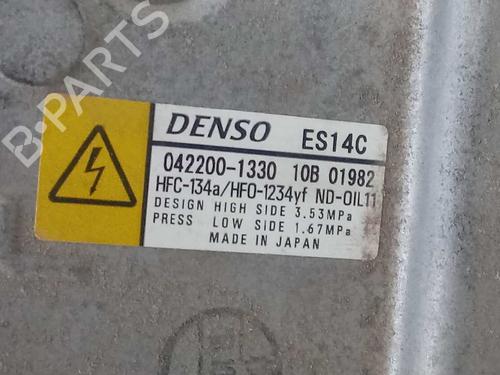 B-PARTS
DENSO ES14C
042200-1330 10B 01982
HFC-134a/HFO-1234yf ND-OIL11
DESIGN HIGH SIDE 3.53MPa
PRESS LOW SIDE 1.67MPa
MADE IN JAPAN